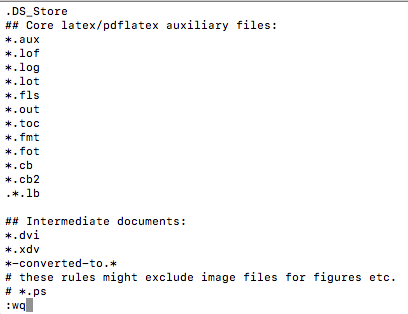 .DS_Store
## Core latex/pdflatex auxiliary files:
*.aux
*.lof
*.log
*.lot
*.fls
*.out
*.toc
*.fmt
*.fot
*.cb
*.cb2
.*.lb

## Intermediate documents:
*.dvi
*.xdv
*-converted-to.*
# these rules might exclude image files for figures etc.
# *.ps
:wq